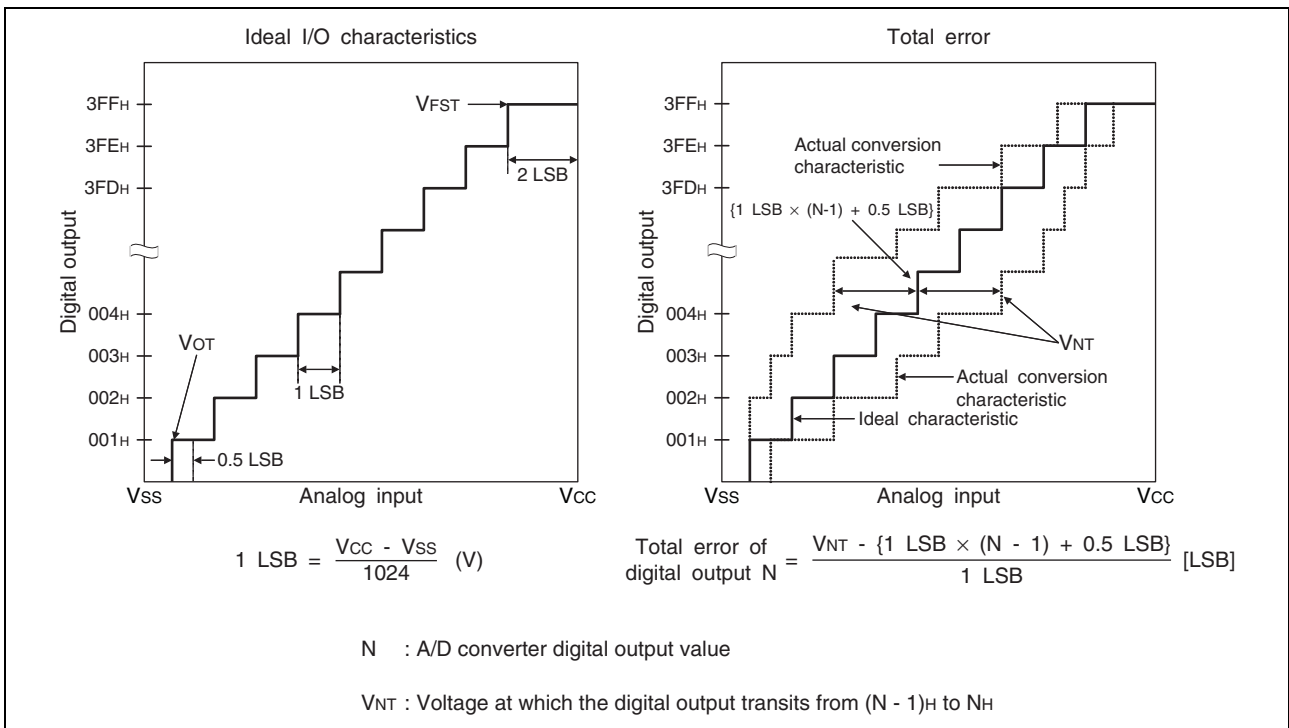 Ideal I/O characteristics
3FFH
3FEH
3FDH
004H
003H
002H
001H
Digital output
VFST
2 LSB
VOT
1 LSB
0.5 LSB
VSS
Analog input
VCC
1 LSB = VCC - VSS / 1024 (V)
Total error
3FFH
3FEH
3FDH
004H
003H
002H
001H
Digital output
Actual conversion
characteristic
{1 LSB × (N-1) + 0.5 LSB}
VNT
Actual conversion
characteristic
Ideal characteristic
VSS
Analog input
VCC
Total error of
digital output N = VNT - {1 LSB × (N - 1) + 0.5 LSB} / 1 LSB [LSB]
N : A/D converter digital output value
VNT : Voltage at which the digital output transits from (N - 1)H to NH